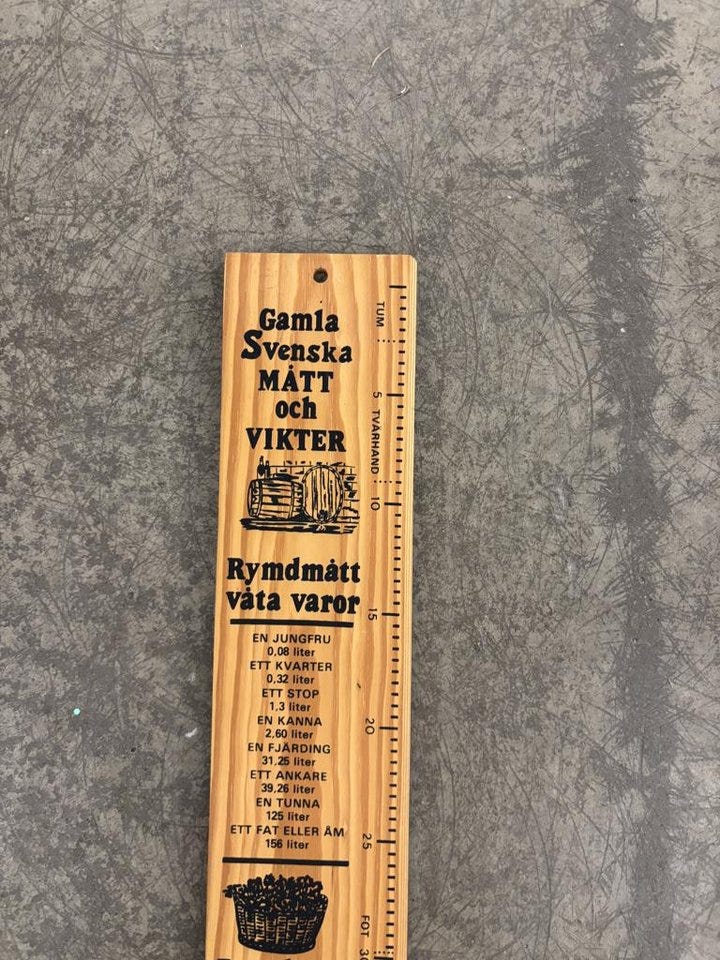 Gamla
Svenska
MÅTT
och
VIKTER
Rymdmått
våta varor
EN JUNGFRU
0,08 liter
ETT KVARTER
0,32 liter
ETT STOP
1,3 liter
EN KANNA
2,60 liter
EN FJÄRDING
31,25 liter
ETT ANKARE
39,26 liter
EN TUNNA
125 liter
ETT FAT ELLER ÅM
156 liter
TUM
5
TVÄRHAND
10
15
20
25
FOT